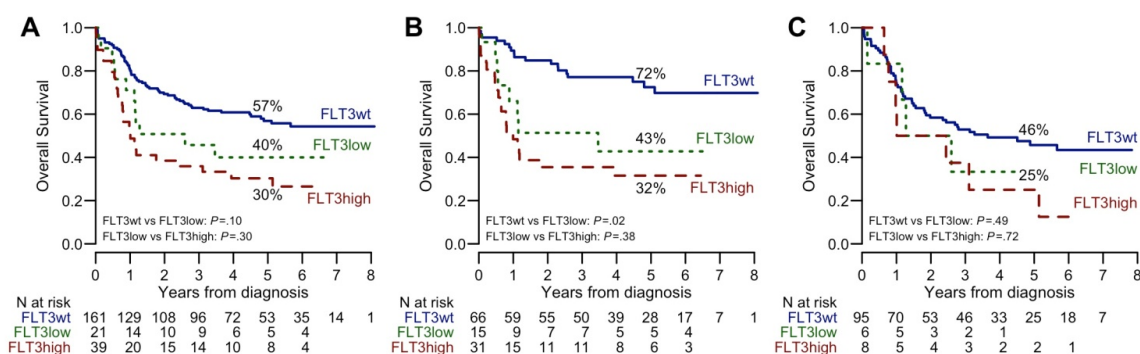 A
Overall Survival
1.0
0.8
0.6
0.4
0.2
0.0
57%
FLT3wt
40%
FLT3low
30%
FLT3high
FLT3wt vs FLT3low: P=.10
FLT3low vs FLT3high: P=.30
0 1 2 3 4 5 6 7 8
Years from diagnosis
N at risk
FLT3wt 161 129 108 96 72 53 35 14 1
FLT3low 21 14 10 9 6 5 4
FLT3high 39 20 15 14 10 8 4
B
Overall Survival
1.0
0.8
0.6
0.4
0.2
0.0
72%
FLT3wt
43%
FLT3low
32%
FLT3high
FLT3wt vs FLT3low: P=.02
FLT3low vs FLT3high: P=.38
0 1 2 3 4 5 6 7 8
Years from diagnosis
N at risk
FLT3wt 66 59 55 50 39 28 17 7 1
FLT3low 15 9 7 7 5 5 4
FLT3high 31 15 11 11 8 6 3
C
Overall Survival
1.0
0.8
0.6
0.4
0.2
0.0
46%
FLT3wt
FLT3low
25%
FLT3high
FLT3wt vs FLT3low: P=.49
FLT3low vs FLT3high: P=.72
0 1 2 3 4 5 6 7 8
Years from diagnosis
N at risk
FLT3wt 95 70 53 46 33 25 18 7
FLT3low 6 5 3 2 1
FLT3high 8 5 4 3 2 2 1